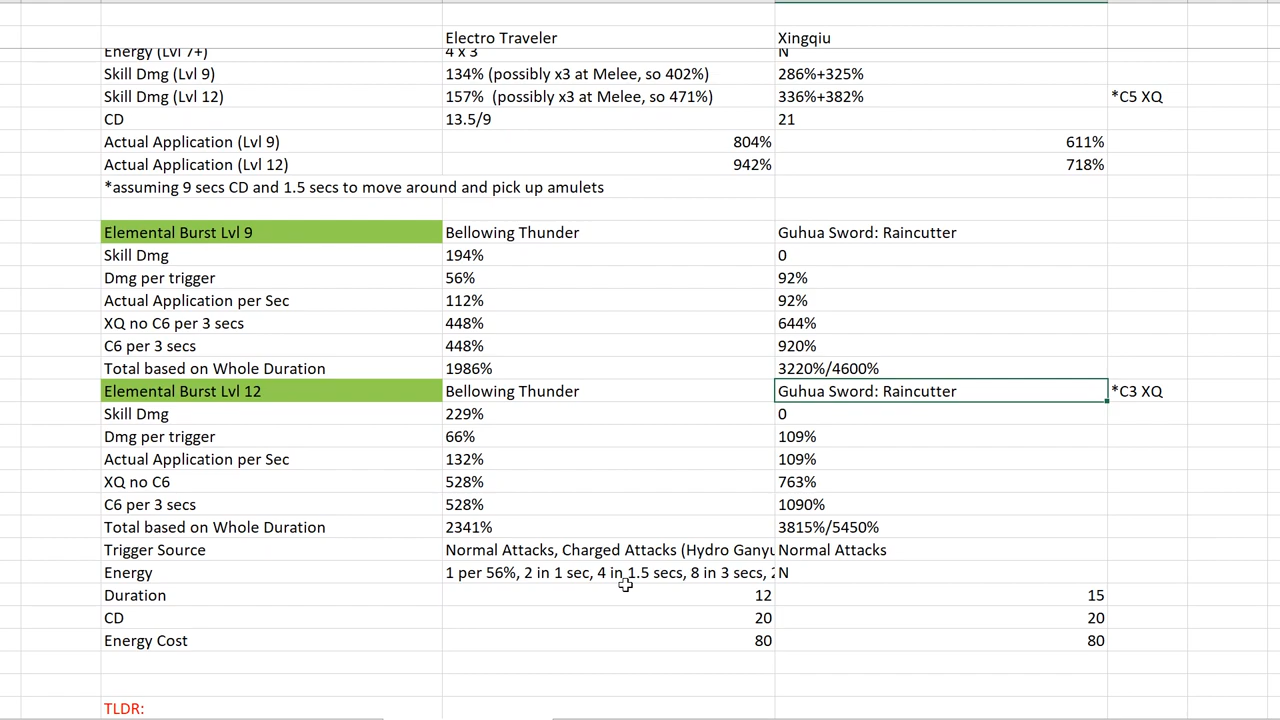 Electro Traveler Xingqiu
Energy (Lvl 7+) 4 x 3 N
Skill Dmg (Lvl 9) 134% (possibly x3 at Melee, so 402%) 286%+325%
Skill Dmg (Lvl 12) 157%  (possibly x3 at Melee, so 471%) 336%+382% *C5 XQ
CD 13.5/9 21
Actual Application (Lvl 9) 804% 611%
Actual Application (Lvl 12) 942% 718%
*assuming 9 secs CD and 1.5 secs to move around and pick up amulets
Elemental Burst Lvl 9 Bellowing Thunder Guhua Sword: Raincutter
Skill Dmg 194% 0
Dmg per trigger 56% 92%
Actual Application per Sec 112% 92%
XQ no C6 per 3 secs 448% 644%
C6 per 3 secs 448% 920%
Total based on Whole Duration 1986% 3220%/4600%
Elemental Burst Lvl 12 Bellowing Thunder Guhua Sword: Raincutter *C3 XQ
Skill Dmg 229% 0
Dmg per trigger 66% 109%
Actual Application per Sec 132% 109%
XQ no C6 528% 763%
C6 per 3 secs 528% 1090%
Total based on Whole Duration 2341% 3815%/5450%
Trigger Source Normal Attacks, Charged Attacks (Hydro Ganyu Normal Attacks
Energy 1 per 56%, 2 in 1 sec, 4 in 1.5 secs, 8 in 3 secs, N
Duration 12 15
CD 20 20
Energy Cost 80 80
TLDR: